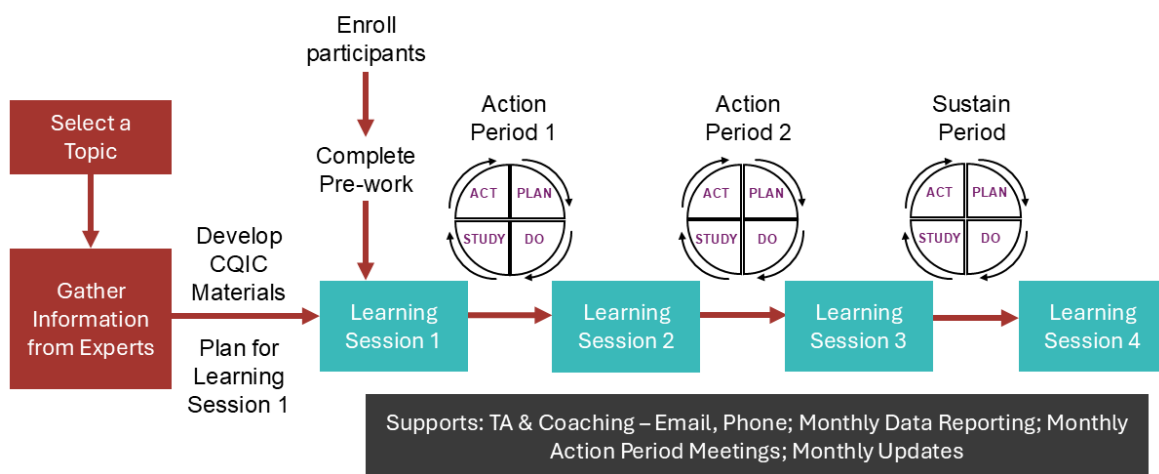 Enroll
participants
Select a
Topic
Complete
Pre-work
Gather
Information
from Experts
Develop
CQIC
Materials
Plan for
Learning
Session 1
Learning
Session 1
Action
Period 1
ACT
PLAN
STUDY
DO
Learning
Session 2
Action
Period 2
ACT
PLAN
STUDY
DO
Learning
Session 3
Sustain
Period
ACT
PLAN
STUDY
DO
Learning
Session 4
Supports: TA & Coaching – Email, Phone; Monthly Data Reporting; Monthly
Action Period Meetings; Monthly Updates